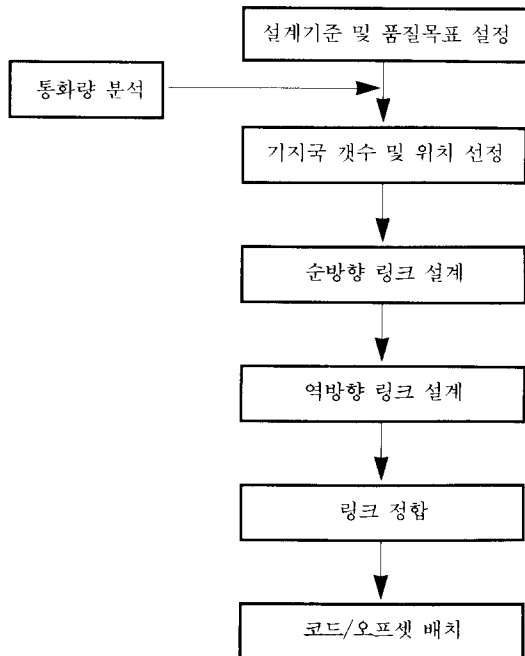 설계기준 및 품질목표 설정
통화량 분석
기지국 갯수 및 위치 선정
순방향 링크 설계
역방향 링크 설계
링크 정합
코드/오프셋 배치